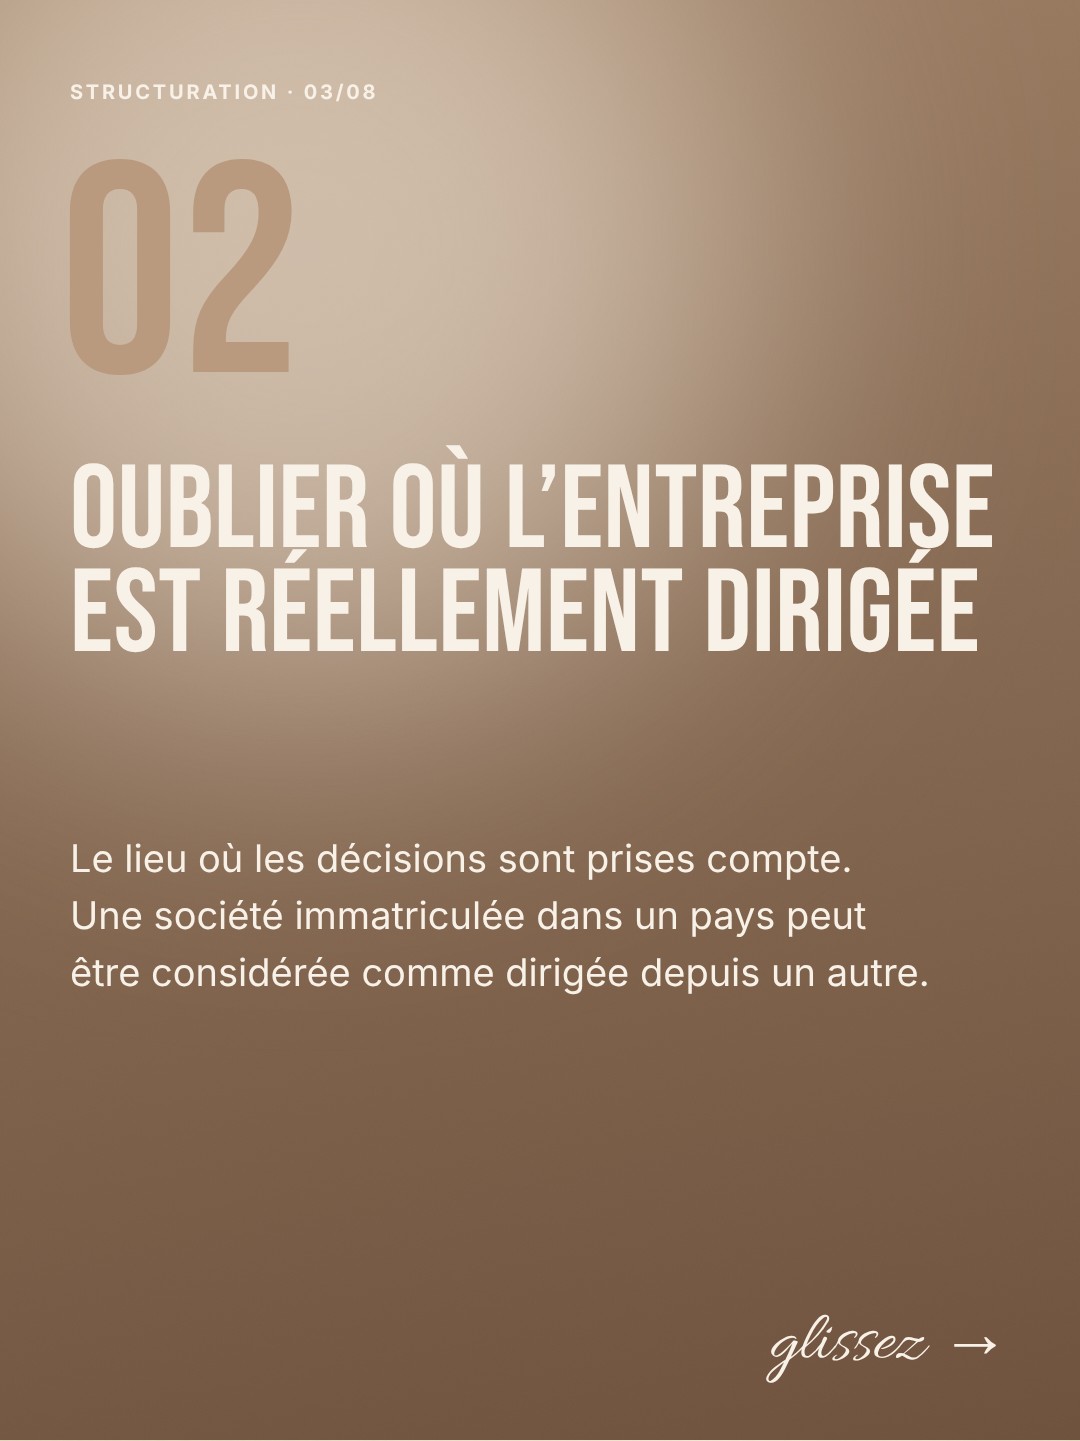 STRUCTURATION · 03/08
02
OUBLIER OÙ L’ENTREPRISE
EST RÉELLEMENT DIRIGÉE
Le lieu où les décisions sont prises compte.
Une société immatriculée dans un pays peut
être considérée comme dirigée depuis un autre.
glissez →